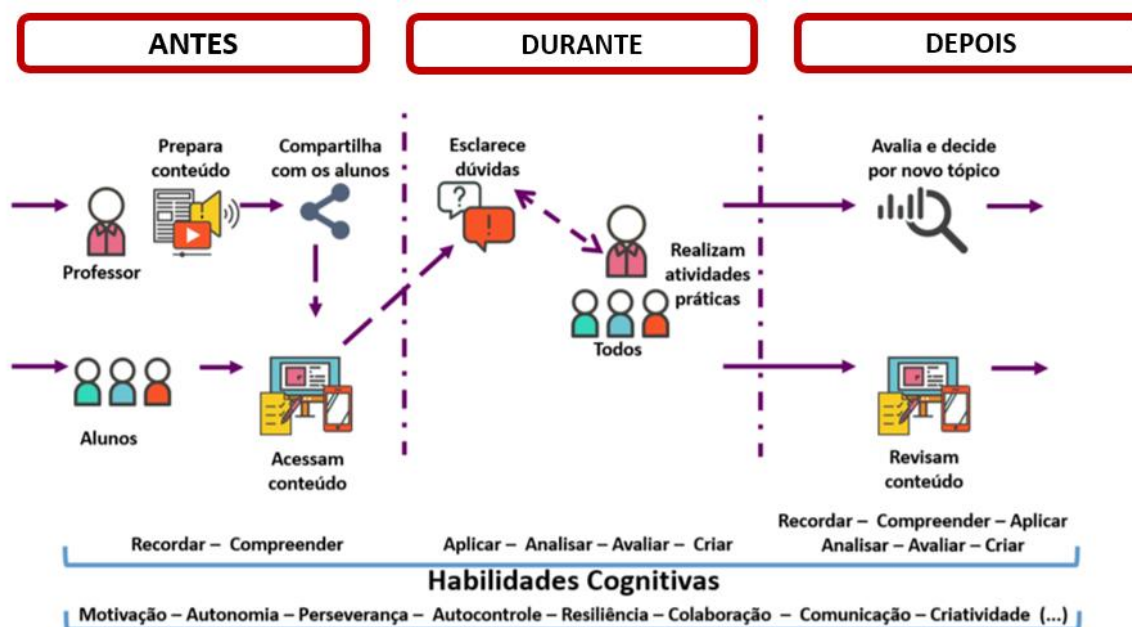 ANTES
DURANTE
DEPOIS
Prepara
conteúdo
Compartilha
com os alunos
Professor
Alunos
Acessam
conteúdo
Esclarece
dúvidas
Realizam
atividades
práticas
Todos
Avalia e decide
por novo tópico
Revisam
conteúdo
Recordar – Compreender
Aplicar – Analisar – Avaliar – Criar
Recordar – Compreender – Aplicar
Analisar – Avaliar – Criar
Habilidades Cognitivas
Motivação – Autonomia – Perseverança – Autocontrole – Resiliência – Colaboração – Comunicação – Criatividade (...)